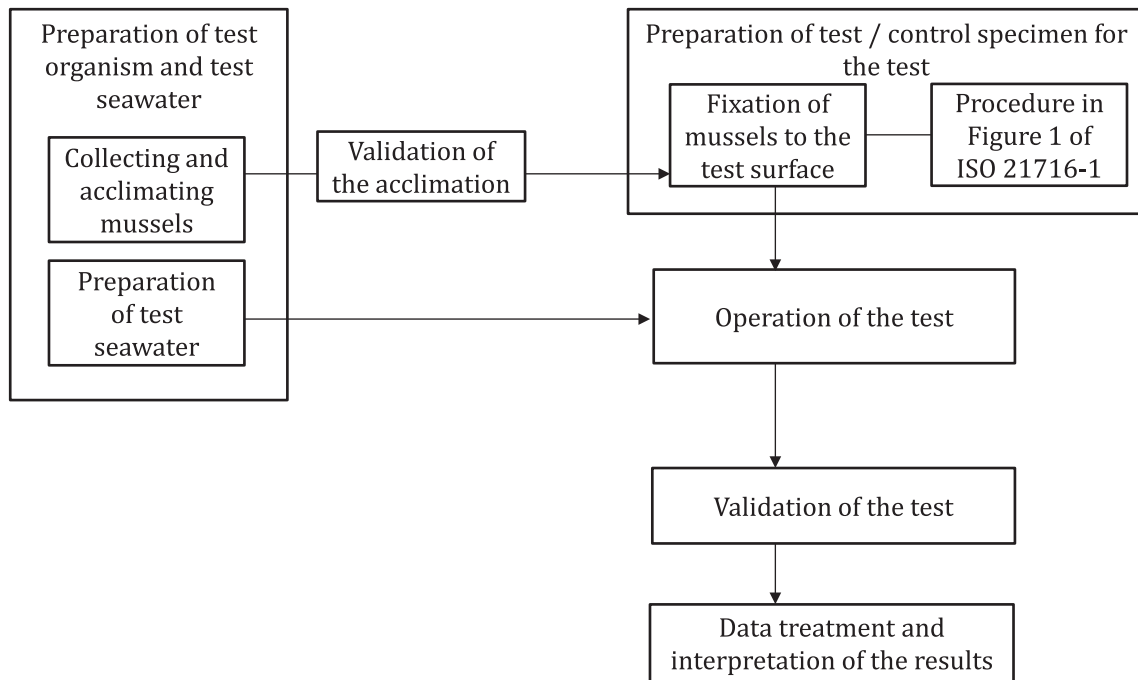 Preparation of test
organism and test
seawater
Collecting and
acclimating
mussels
Preparation
of test
seawater
Validation of
the acclimation
Preparation of test / control specimen for
the test
Fixation of
mussels to the
test surface
Procedure in
Figure 1 of
ISO 21716-1
Operation of the test
Validation of the test
Data treatment and
interpretation of the results